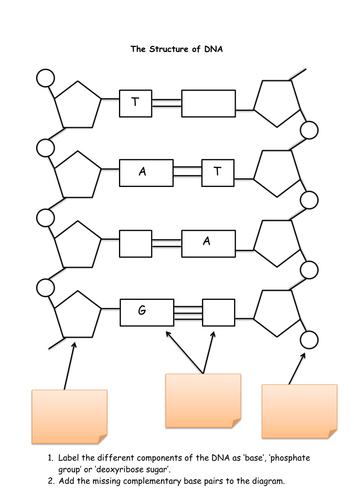 The Structure of DNA
T
A T
A
G
1. Label the different components of the DNA as 'base', 'phosphate
group' or 'deoxyribose sugar'.
2. Add the missing complementary base pairs to the diagram.